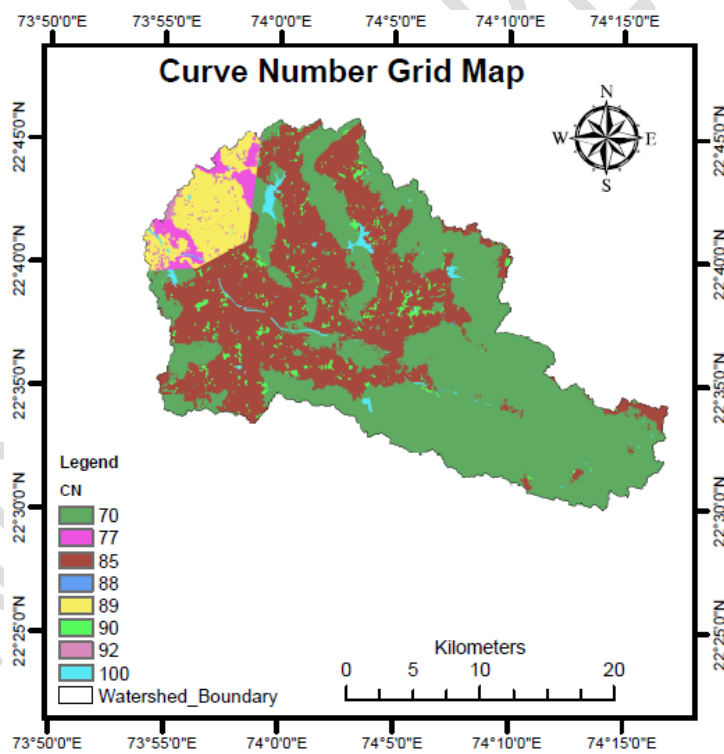 73°50'0"E 73°55'0"E 74°0'0"E 74°5'0"E 74°10'0"E 74°15'0"E
Curve Number Grid Map
N
W E
S
22°45'0"N 22°45'0"N
22°40'0"N 22°40'0"N
22°35'0"N 22°35'0"N
22°30'0"N 22°30'0"N
22°25'0"N 22°25'0"N
Legend
CN
70
77
85
88
89
90
92
100
Watershed_Boundary
Kilometers
0 5 10 20
73°50'0"E 73°55'0"E 74°0'0"E 74°5'0"E 74°10'0"E 74°15'0"E